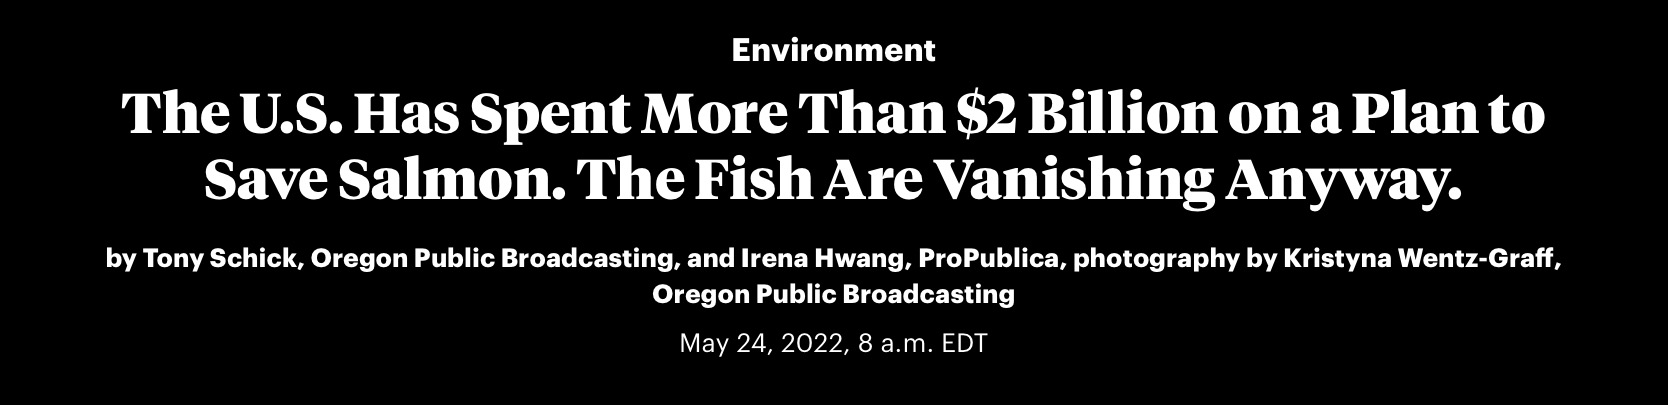 Environment
The U.S. Has Spent More Than $2 Billion on a Plan to
Save Salmon. The Fish Are Vanishing Anyway.
by Tony Schick, Oregon Public Broadcasting, and Irena Hwang, ProPublica, photography by Kristyna Wentz-Graff,
Oregon Public Broadcasting
May 24, 2022, 8 a.m. EDT